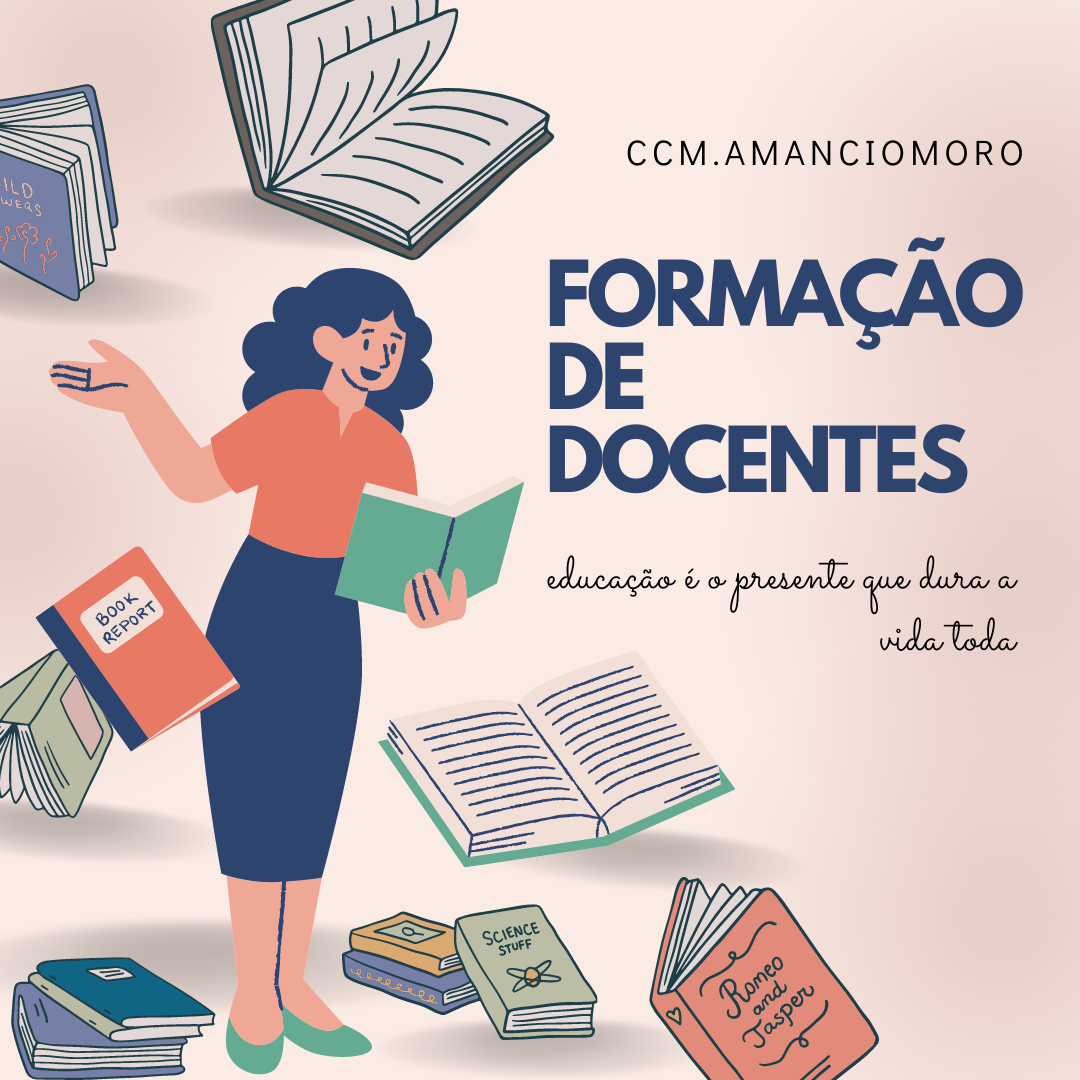 CCM.AMANCIOMORO
FORMAÇÃO
DE
DOCENTES
educação é o presente que dura a
vida toda
BOOK
REPORT
SCIENCE
STUFF
Romeo
and
Jasper